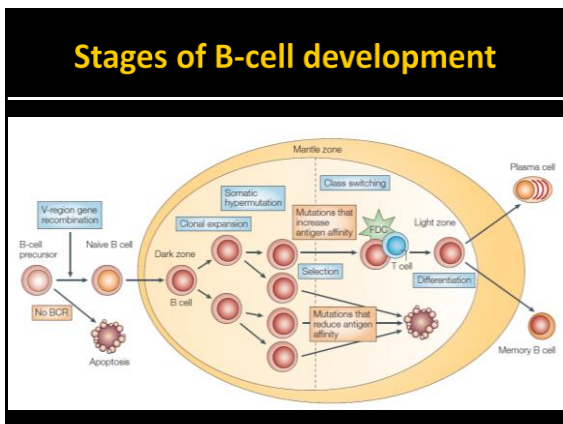 Stages of B-cell development
Mantle zone
Class switching
Plasma cell
Somatic
hypermutation
V-region gene
recombination
Mutations that
increase
antigen affinity
Clonal expansion
FDC
Light zone
B-cell
precursor
Naive B cell
Dark zone
T cell
Selection
Differentiation
B cell
No BCR
Mutations that
reduce antigen
affinity
Apoptosis
Memory B cell